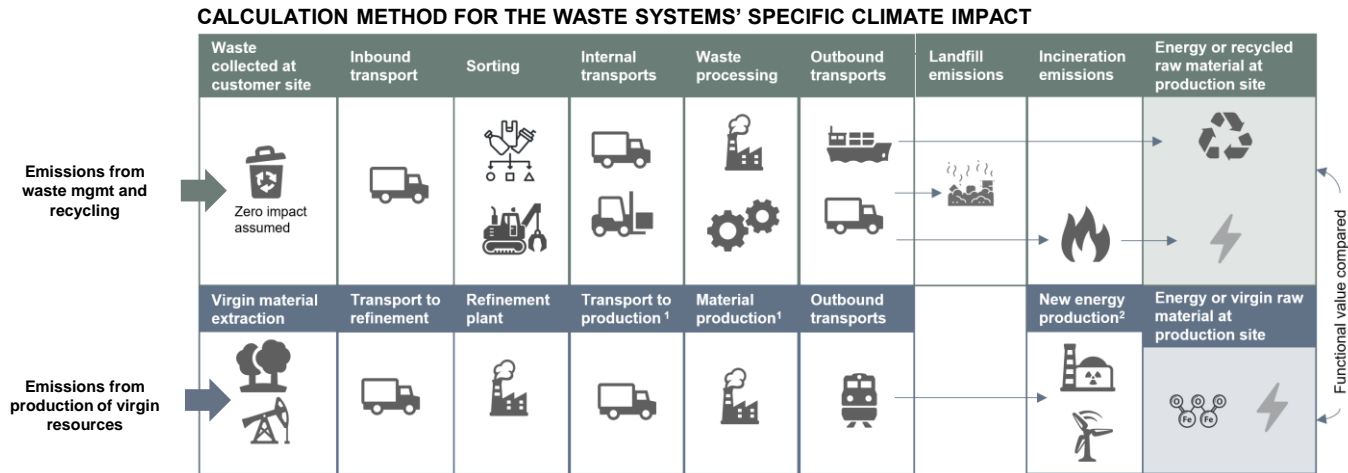 CALCULATION METHOD FOR THE WASTE SYSTEMS' SPECIFIC CLIMATE IMPACT
Waste
collected at
customer site
Inbound
transport
Sorting
Internal
transports
Waste
processing
Outbound
transports
Landfill
emissions
Incineration
emissions
Energy or recycled
raw material at
production site
Emissions from
waste mgmt and
recycling
Zero impact
assumed
Functional value compared
Virgin material
extraction
Transport to
refinement
Refinement
plant
Transport to
production ¹
Material
production¹
Outbound
transports
New energy
production²
Energy or virgin raw
material at
production site
Emissions from
production of virgin
resources
O O O
Fe Fe